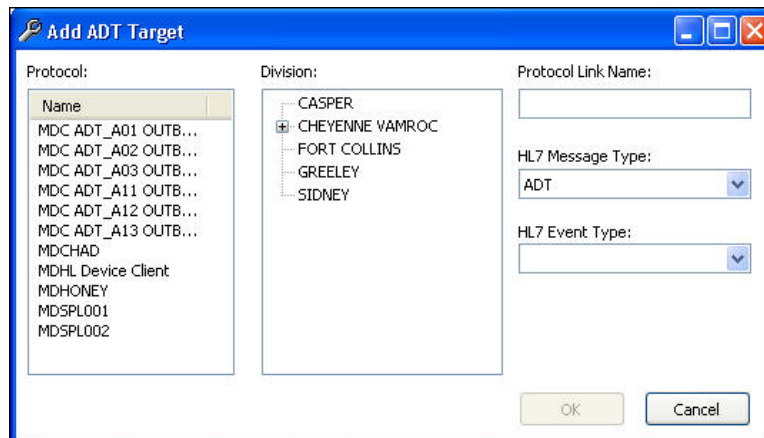 Add ADT Target
Protocol:
Name
MDC ADT_A01 OUTB...
MDC ADT_A02 OUTB...
MDC ADT_A03 OUTB...
MDC ADT_A11 OUTB...
MDC ADT_A12 OUTB...
MDC ADT_A13 OUTB...
MDCHAD
MDHL Device Client
MDHONEY
MDSPL001
MDSPL002
Division:
CASPER
CHEYENNE VAMROC
FORT COLLINS
GREELEY
SIDNEY
Protocol Link Name:
HL7 Message Type:
ADT
HL7 Event Type:
OK
Cancel